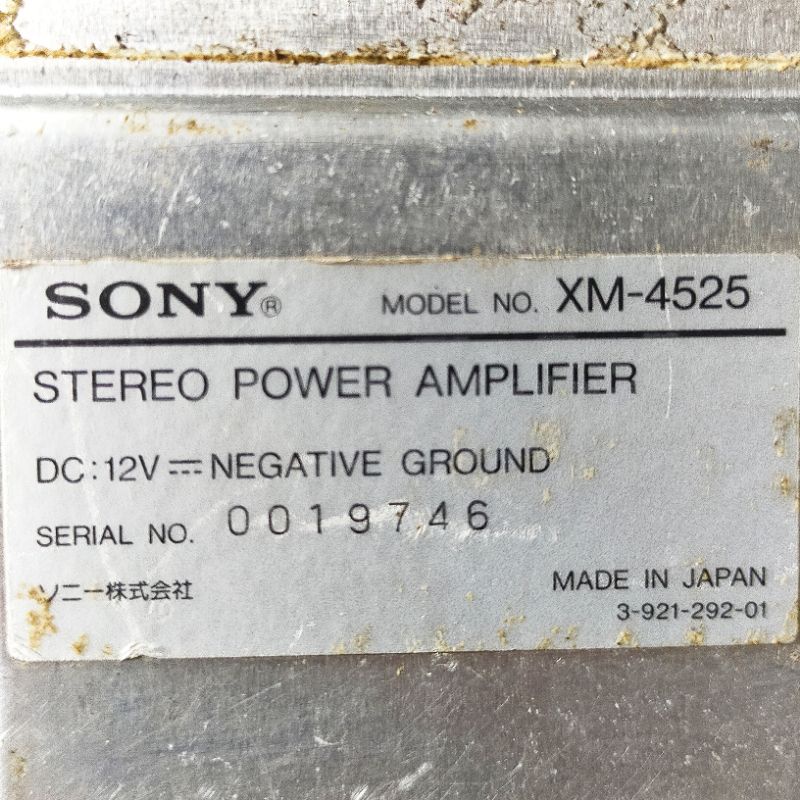 SONY® MODEL NO. XM-4525
STEREO POWER AMPLIFIER
DC:12V ⎓ NEGATIVE GROUND
SERIAL NO. 0019746
ソニー株式会社
MADE IN JAPAN
3-921-292-01